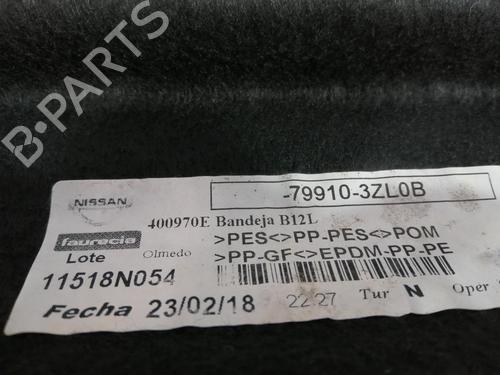 B-PARTS
NISSAN
-79910-3ZL0B
400970E Bandeja B12L
faurecia
Olmedo
>PES<>PP-PES<>POM
Lote
>PP-GF<>EPDM-PP-PE
11518N054
Fecha 23/02/18 22:27 Tur N Oper